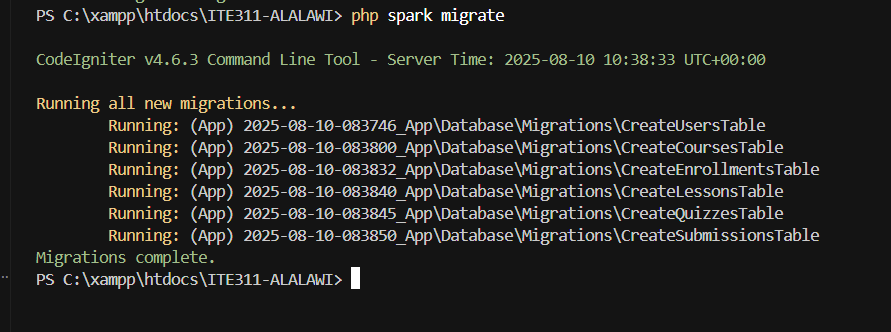 PS C:\xampp\htdocs\ITE311-ALALAWI> php spark migrate
CodeIgniter v4.6.3 Command Line Tool - Server Time: 2025-08-10 10:38:33 UTC+00:00
Running all new migrations...
Running: (App) 2025-08-10-083746_App\Database\Migrations\CreateUsersTable
Running: (App) 2025-08-10-083800_App\Database\Migrations\CreateCoursesTable
Running: (App) 2025-08-10-083832_App\Database\Migrations\CreateEnrollmentsTable
Running: (App) 2025-08-10-083840_App\Database\Migrations\CreateLessonsTable
Running: (App) 2025-08-10-083845_App\Database\Migrations\CreateQuizzesTable
Running: (App) 2025-08-10-083850_App\Database\Migrations\CreateSubmissionsTable
Migrations complete.
PS C:\xampp\htdocs\ITE311-ALALAWI>